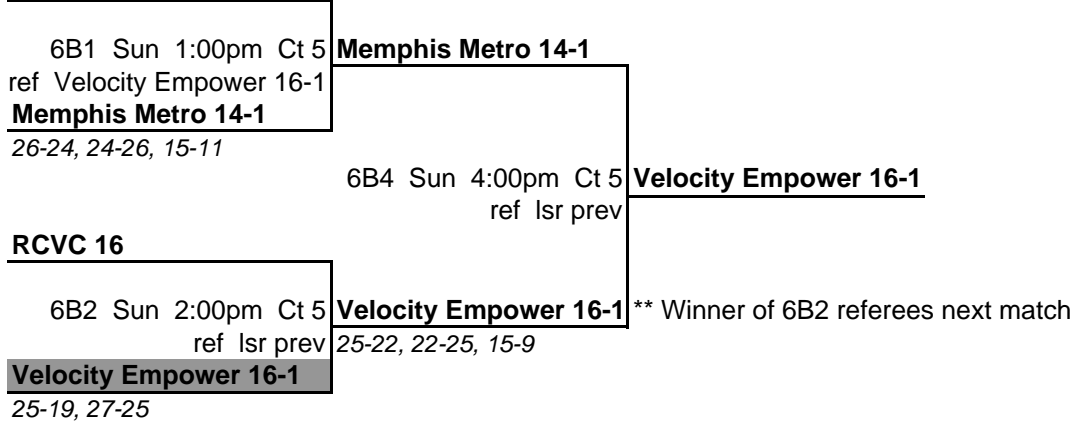 6B1 Sun 1:00pm Ct 5 Memphis Metro 14-1
ref Velocity Empower 16-1
Memphis Metro 14-1
26-24, 24-26, 15-11
6B4 Sun 4:00pm Ct 5 Velocity Empower 16-1
ref lsr prev
RCVC 16
6B2 Sun 2:00pm Ct 5 Velocity Empower 16-1 ** Winner of 6B2 referees next match
ref lsr prev 25-22, 22-25, 15-9
Velocity Empower 16-1
25-19, 27-25